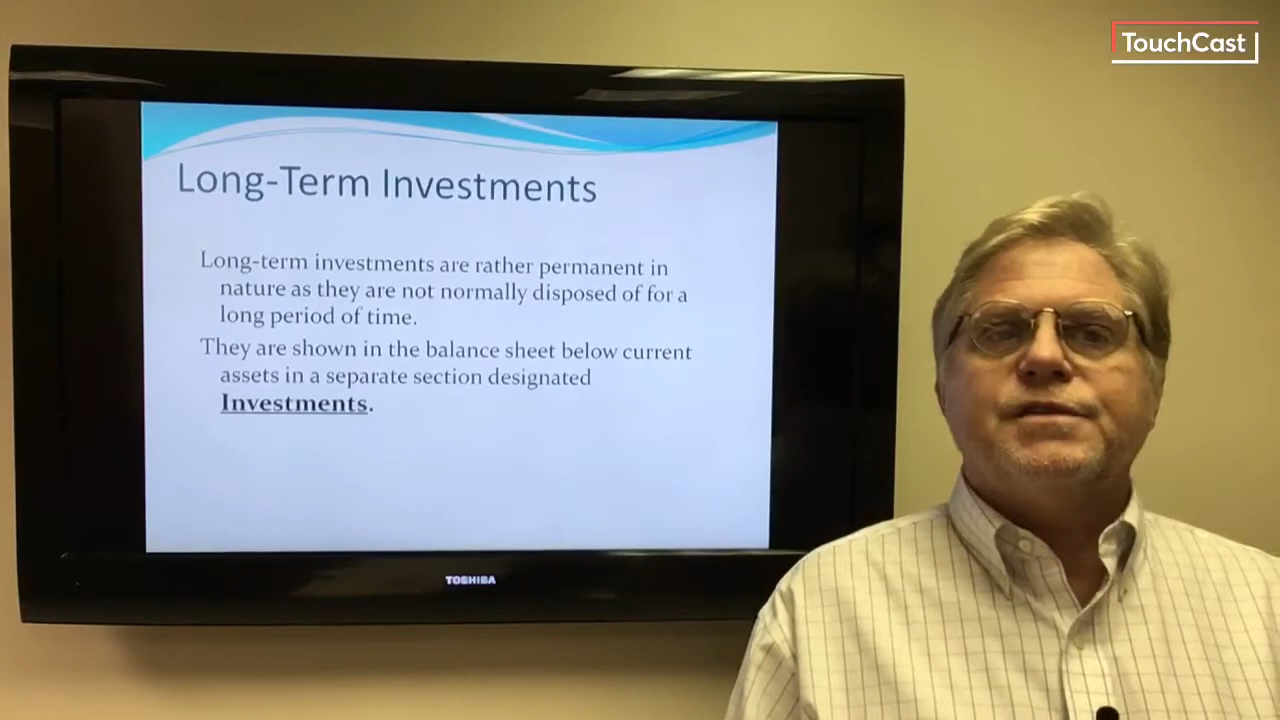 TouchCast
Long-Term Investments
Long-term investments are rather permanent in
nature as they are not normally disposed of for a
long period of time.
They are shown in the balance sheet below current
assets in a separate section designated
Investments.
TOSHIBA